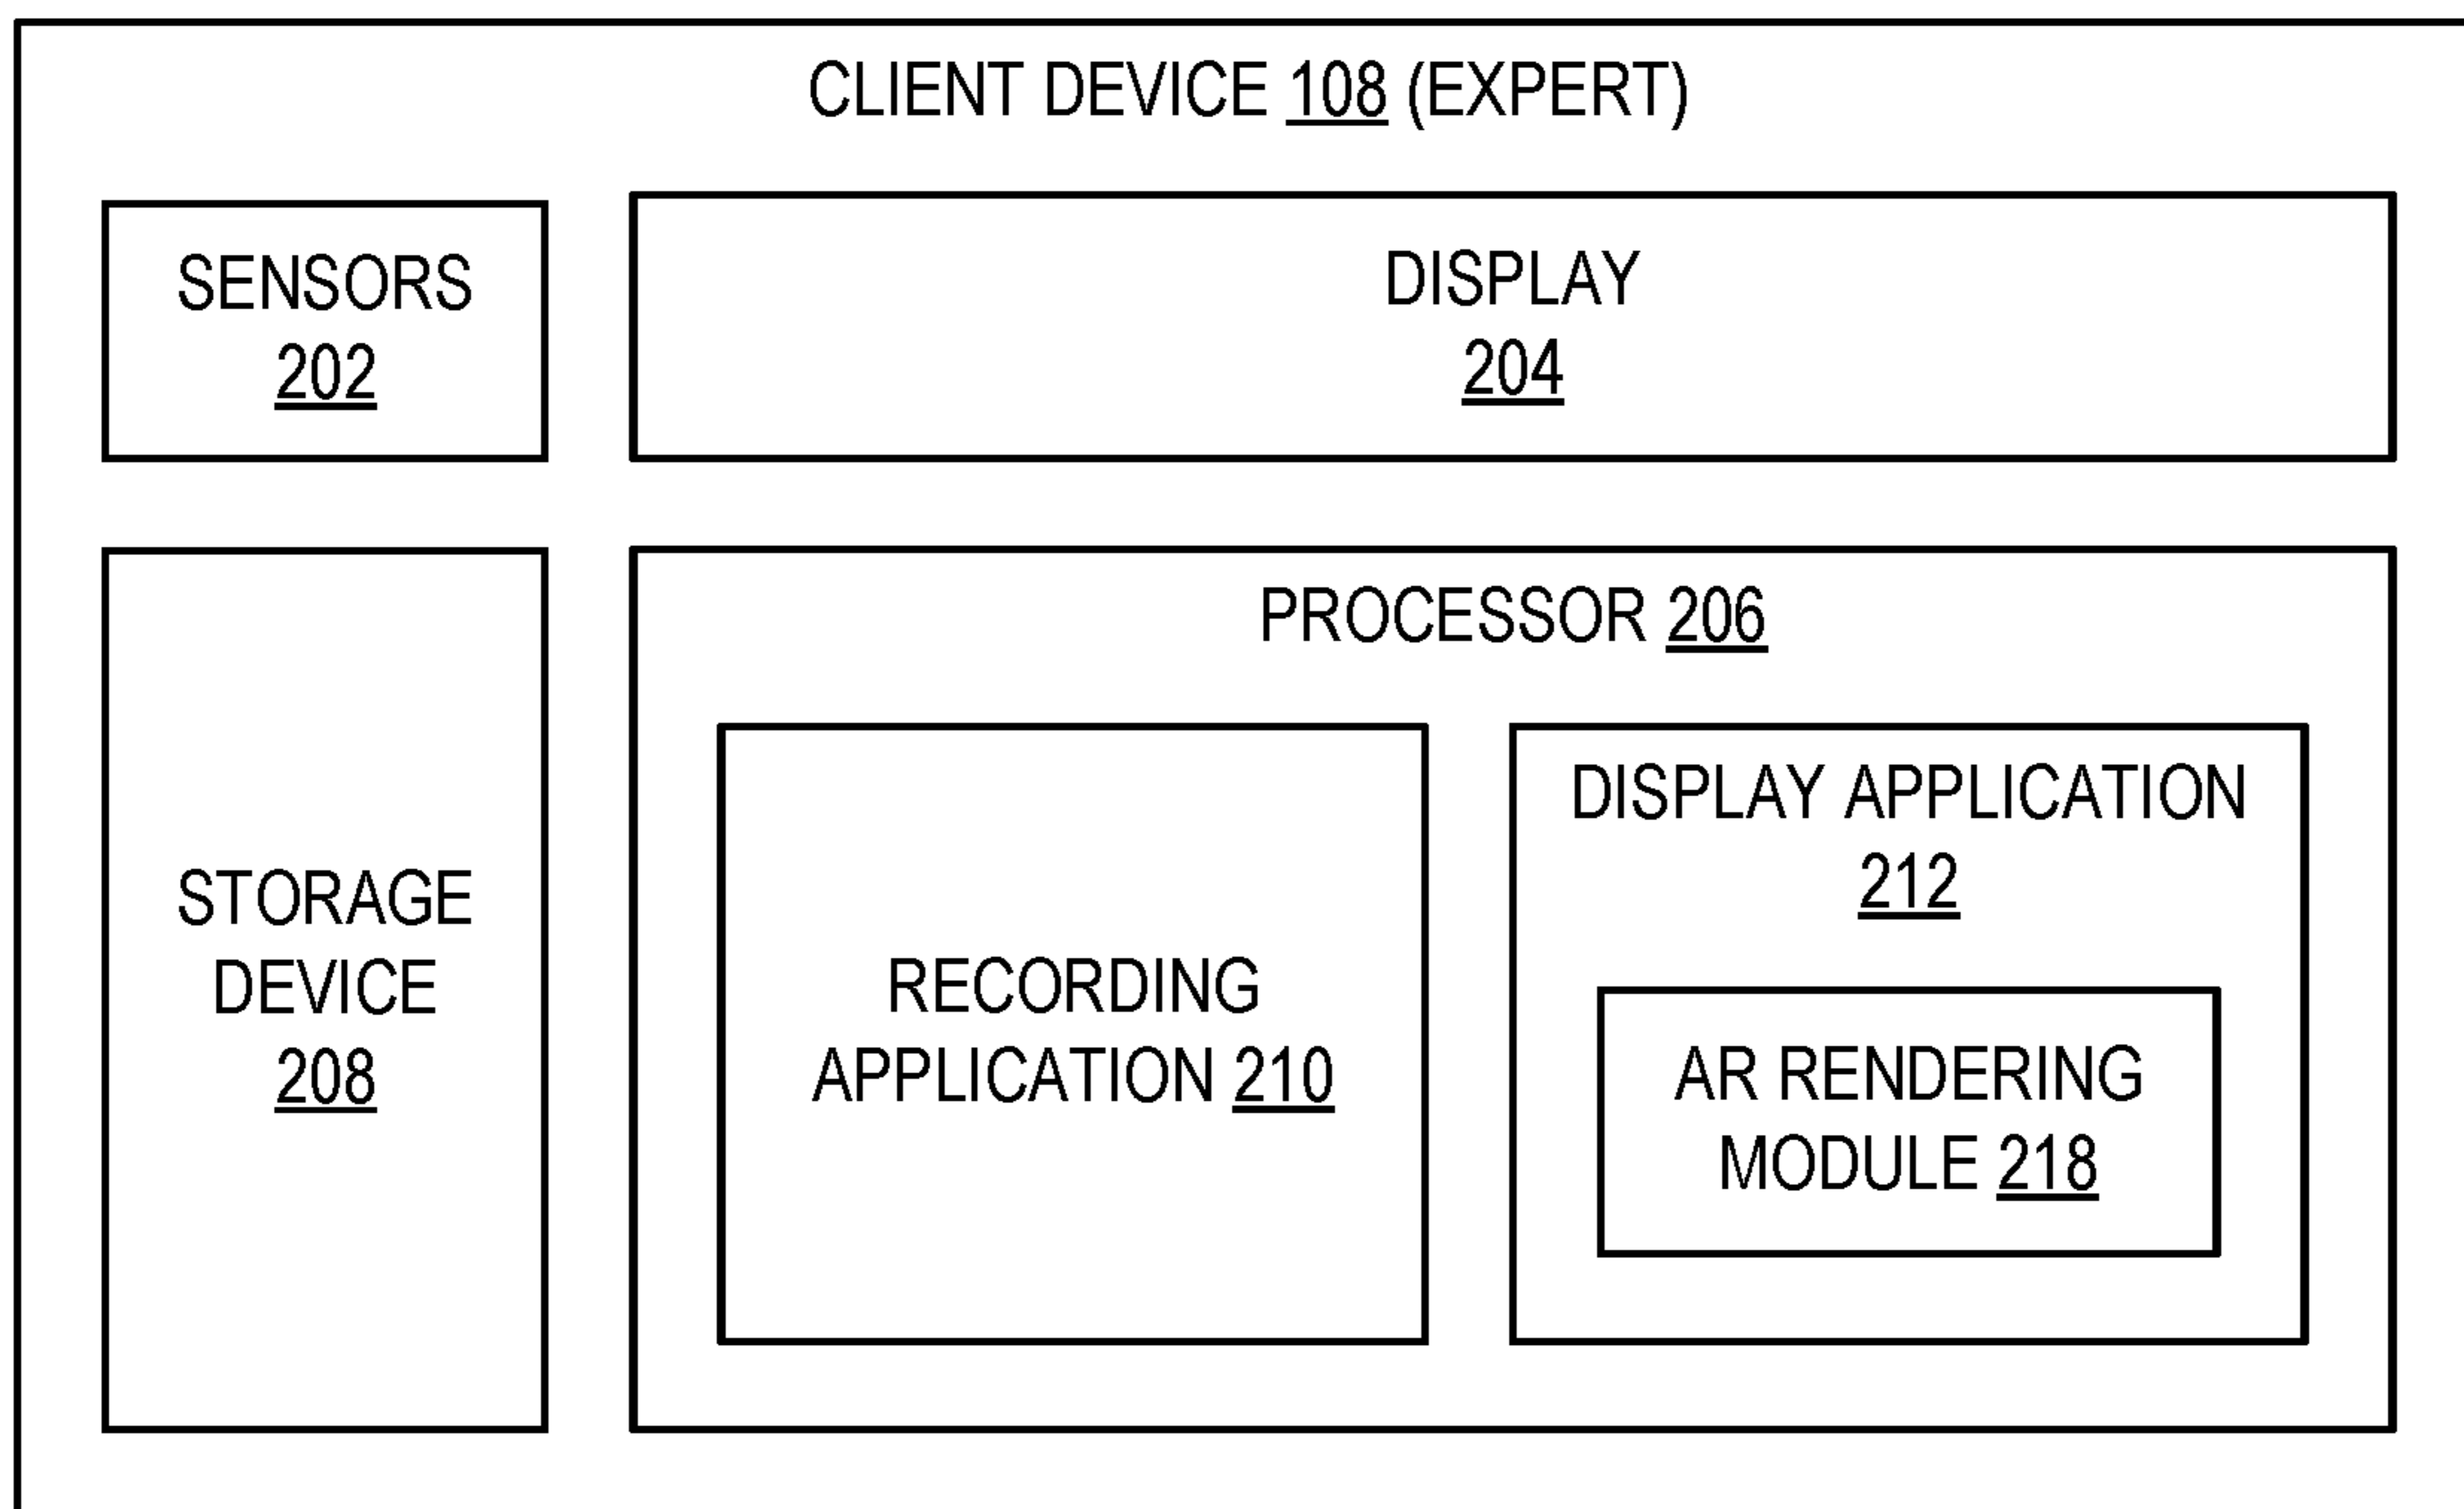 CLIENT DEVICE 108 (EXPERT)
SENSORS
202
DISPLAY
204
STORAGE
DEVICE
208
PROCESSOR 206
RECORDING
APPLICATION 210
DISPLAY APPLICATION
212
AR RENDERING
MODULE 218